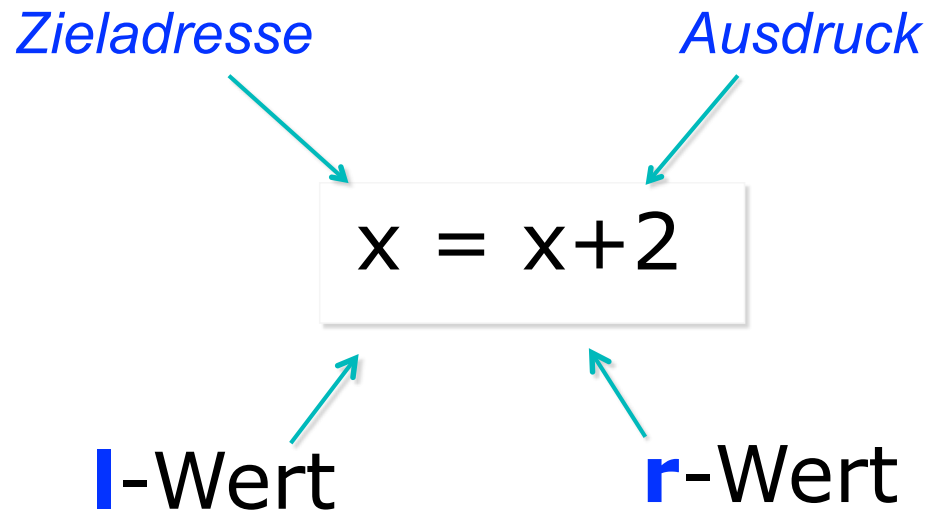 Zieladresse Ausdruck
x = x+2
l-Wert r-Wert